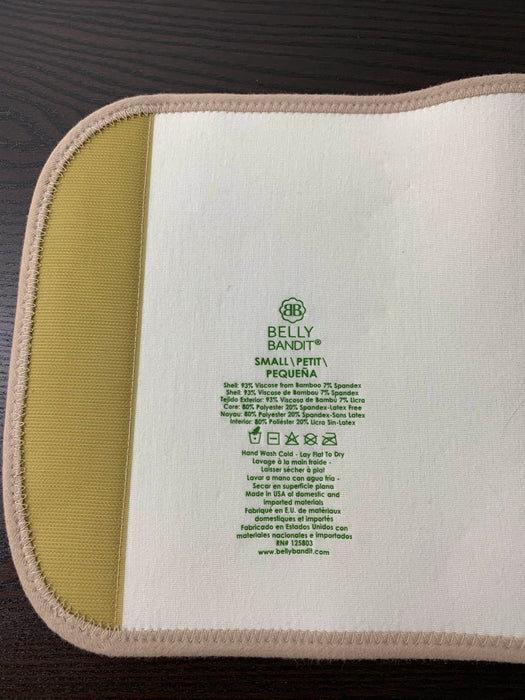 BB
BELLY
BANDIT®
SMALL\PETIT\
PEQUEÑA
Shell: 93% Viscose from Bamboo 7% Spandex
Shell: 93% Viscose de Bambou 7% Spandex
Tejido Exterior: 93% Viscosa de Bambú 7% Licra
Core: 80% Polyester 20% Spandex-Latex Free
Noyau: 80% Polyester 20% Spandex-Sans Latex
Interior: 80% Poliéster 20% Licra Sin-Latex
Hand Wash Cold - Lay Flat To Dry
Lavage à la main froide -
Laisser sécher à plat
Lavar a mano con agua fría -
Secar en superficie plana
Made in USA of domestic and
imported materials
Fabriqué en E.U. de matériaux
domestiques et importés
Fabricado en Estados Unidos con
materiales nacionales e importados
RN# 125803
www.bellybandit.com